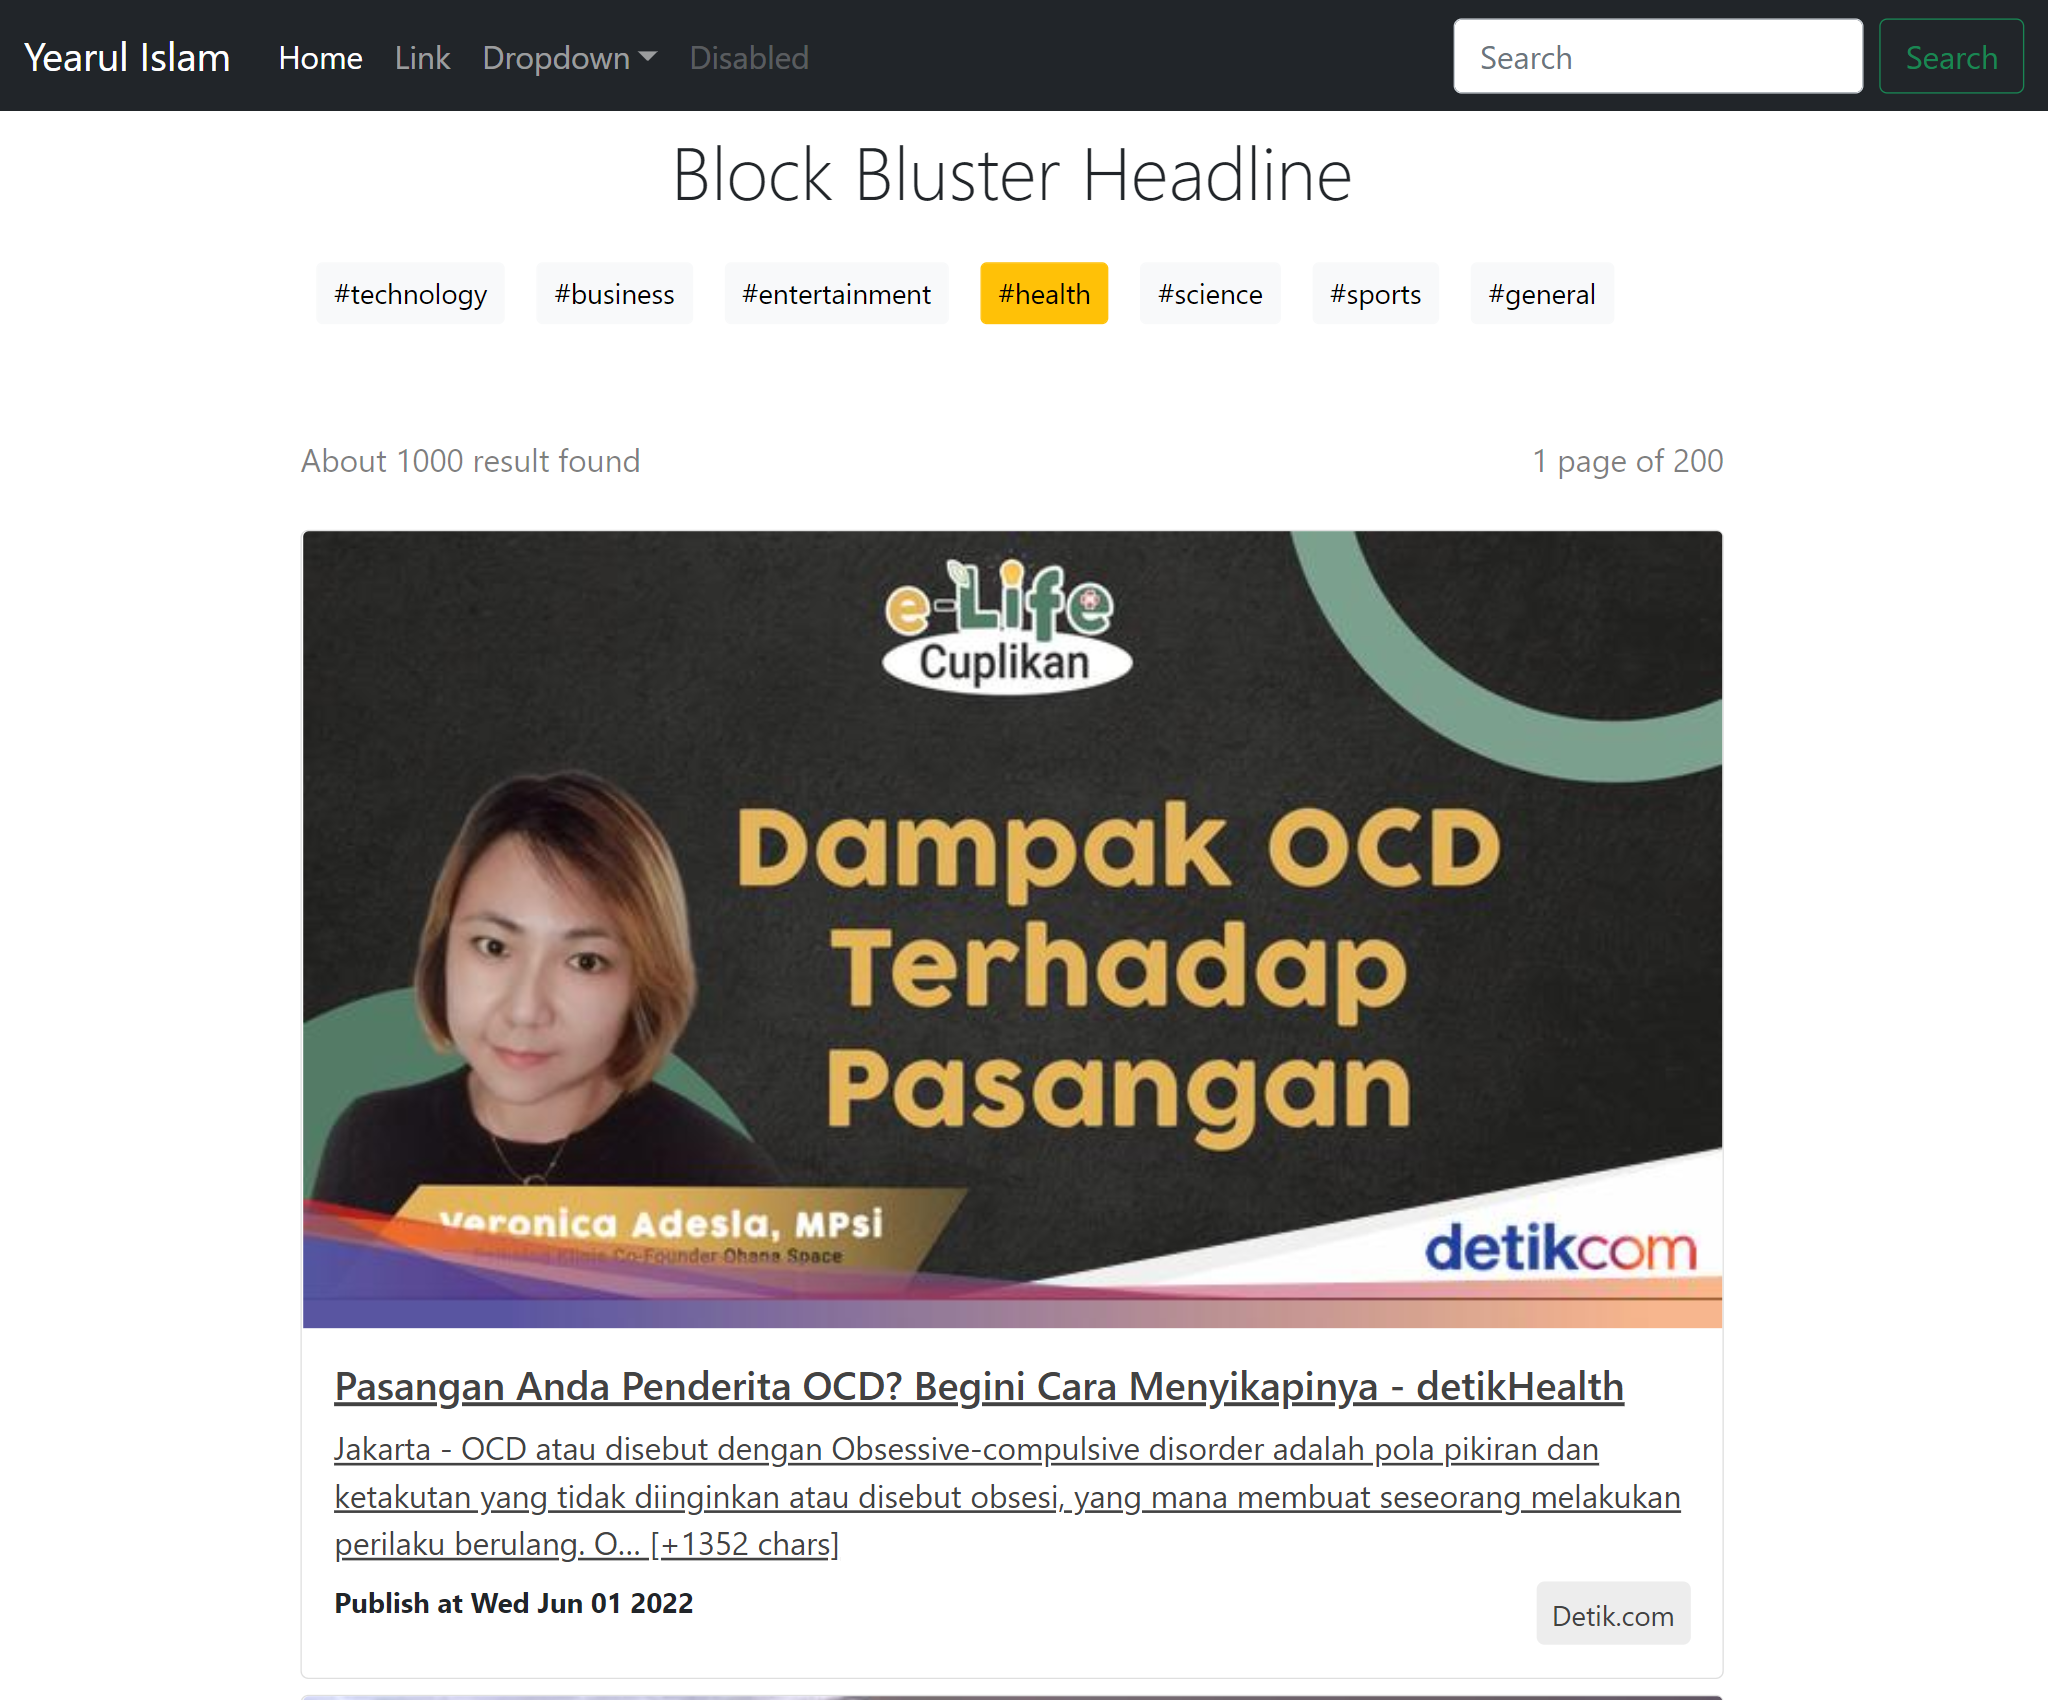 Yearul Islam Home Link Dropdown Disabled Search Search
Block Bluster Headline
#technology #business #entertainment #health #science #sports #general
About 1000 result found 1 page of 200
e-Life
Cuplikan
Dampak OCD
Terhadap
Pasangan
Veronica Adesla, MPsi
Co-Founder Ohana Space
detikcom
Pasangan Anda Penderita OCD? Begini Cara Menyikapinya - detikHealth
Jakarta - OCD atau disebut dengan Obsessive-compulsive disorder adalah pola pikiran dan
ketakutan yang tidak diinginkan atau disebut obsesi, yang mana membuat seseorang melakukan
perilaku berulang. O… [+1352 chars]
Publish at Wed Jun 01 2022
Detik.com